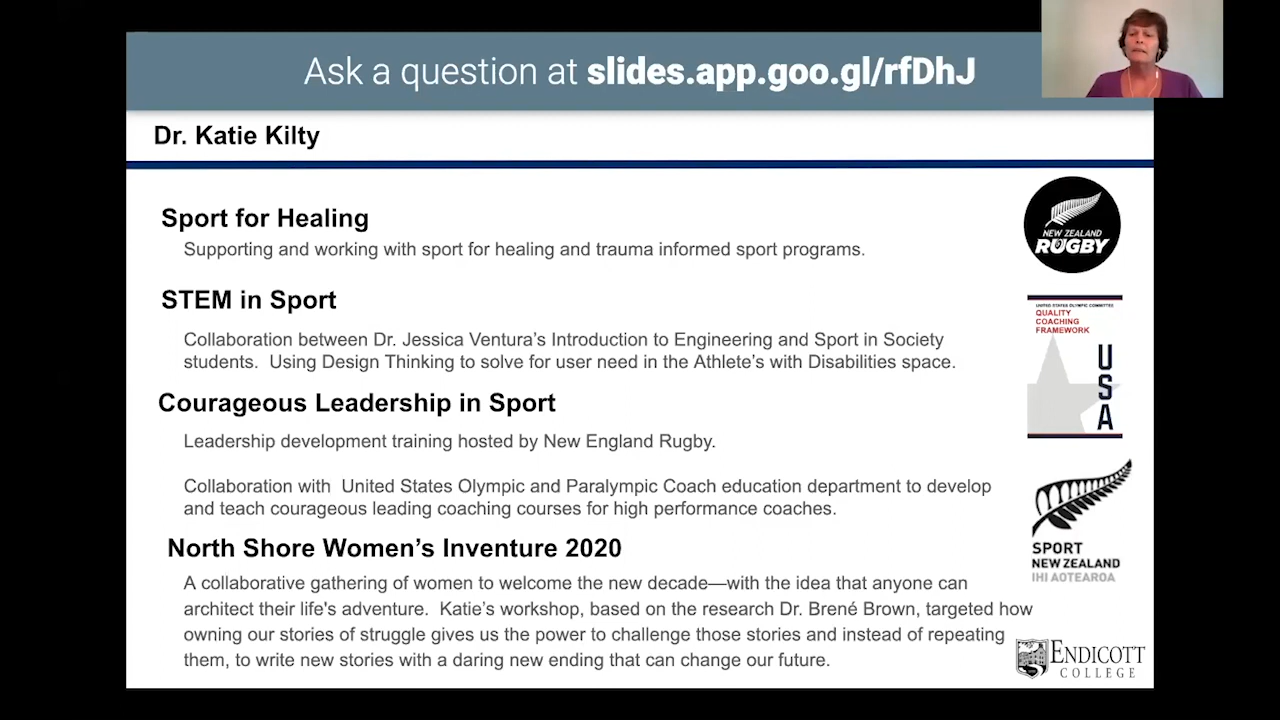 Ask a question at slides.app.goo.gl/rfDhJ
Dr. Katie Kilty
Sport for Healing
Supporting and working with sport for healing and trauma informed sport programs.
NEW ZEALAND
RUGBY
STEM in Sport
Collaboration between Dr. Jessica Ventura's Introduction to Engineering and Sport in Society
students.  Using Design Thinking to solve for user need in the Athlete's with Disabilities space.
UNITED STATES OLYMPIC COMMITTEE
QUALITY
COACHING
FRAMEWORK
USA
Courageous Leadership in Sport
Leadership development training hosted by New England Rugby.
Collaboration with  United States Olympic and Paralympic Coach education department to develop
and teach courageous leading coaching courses for high performance coaches.
SPORT
NEW ZEALAND
IHI AOTEAROA
North Shore Women's Inventure 2020
A collaborative gathering of women to welcome the new decade—with the idea that anyone can
architect their life's adventure.  Katie's workshop, based on the research Dr. Brené Brown, targeted how
owning our stories of struggle gives us the power to challenge those stories and instead of repeating
them, to write new stories with a daring new ending that can change our future.
ENDICOTT
COLLEGE